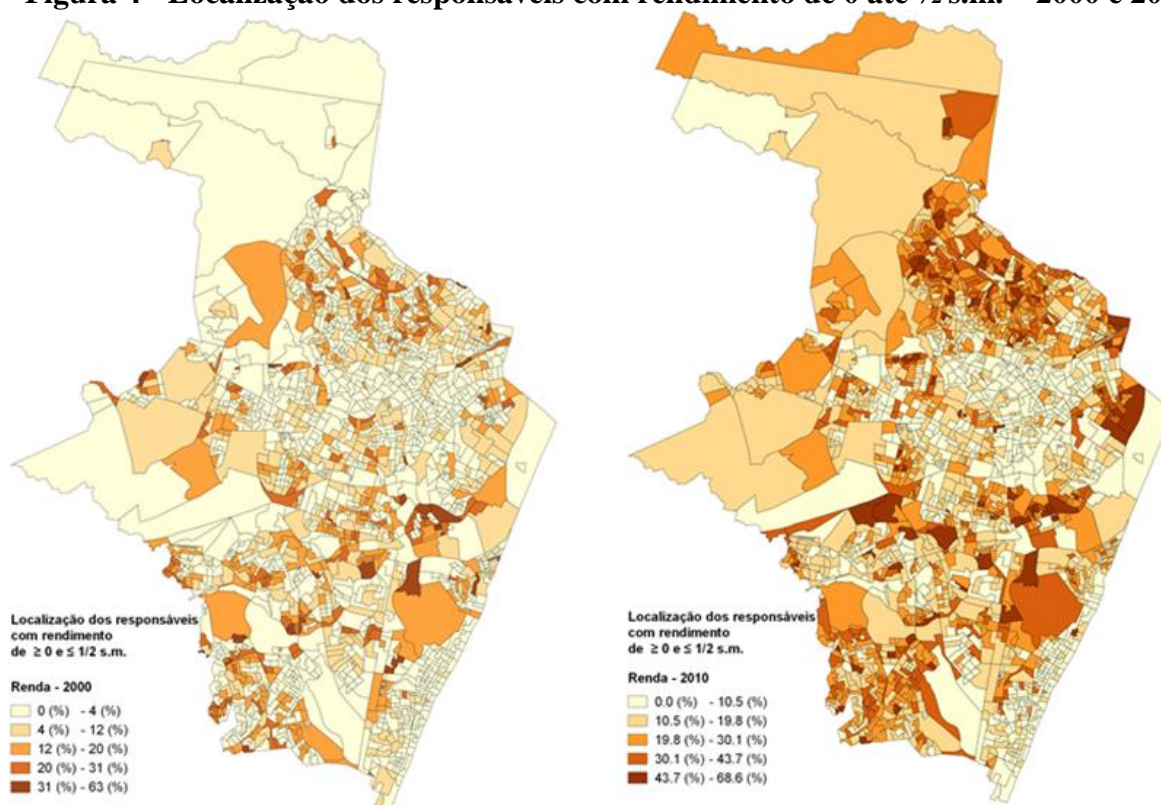 Figura 4 - Localização dos responsáveis com rendimento de 0 até ½ s.m. – 2000 e 20
Localização dos responsáveis
com rendimento
de ≥ 0 e ≤ 1/2 s.m.
Renda - 2000
0 (%) - 4 (%)
4 (%) - 12 (%)
12 (%) - 20 (%)
20 (%) - 31 (%)
31 (%) - 63 (%)
Localização dos responsáveis
com rendimento
de ≥ 0 e ≤ 1/2 s.m.
Renda - 2010
0.0 (%) - 10.5 (%)
10.5 (%) - 19.8 (%)
19.8 (%) - 30.1 (%)
30.1 (%) - 43.7 (%)
43.7 (%) - 68.6 (%)